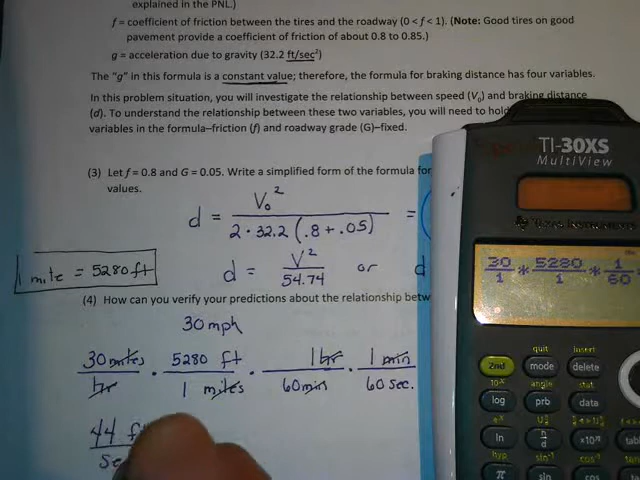 explained in the PNL.)
f = coefficient of friction between the tires and the roadway (0 < f < 1). (Note: Good tires on good
pavement provide a coefficient of friction of about 0.8 to 0.85.)
g = acceleration due to gravity (32.2 ft/sec²)
The "g" in this formula is a constant value; therefore, the formula for braking distance has four variables.
In this problem situation, you will investigate the relationship between speed (V₀) and braking distance
(d). To understand the relationship between these two variables, you will need to hold
variables in the formula–friction (f) and roadway grade (G)–fixed.
(3) Let f = 0.8 and G = 0.05. Write a simplified form of the formula for
values.
d = V₀² / 2 · 32.2 (.8 + .05) =
1 mile = 5280 ft
d = V² / 54.74 or d
(4) How can you verify your predictions about the relationship
30 mph
30 miles / hr · 5280 ft / 1 miles · 1 hr / 60 min · 1 min / 60 sec.
44 ft / sec
TI-30XS
MultiView
Texas Instruments
30/1 * 5280/1 * 1/60
quit insert
2nd mode delete
10ˣ angle stat
log prb data
ln n/d ×10ⁿ
hyp sin⁻¹ cos⁻¹
π sin cos